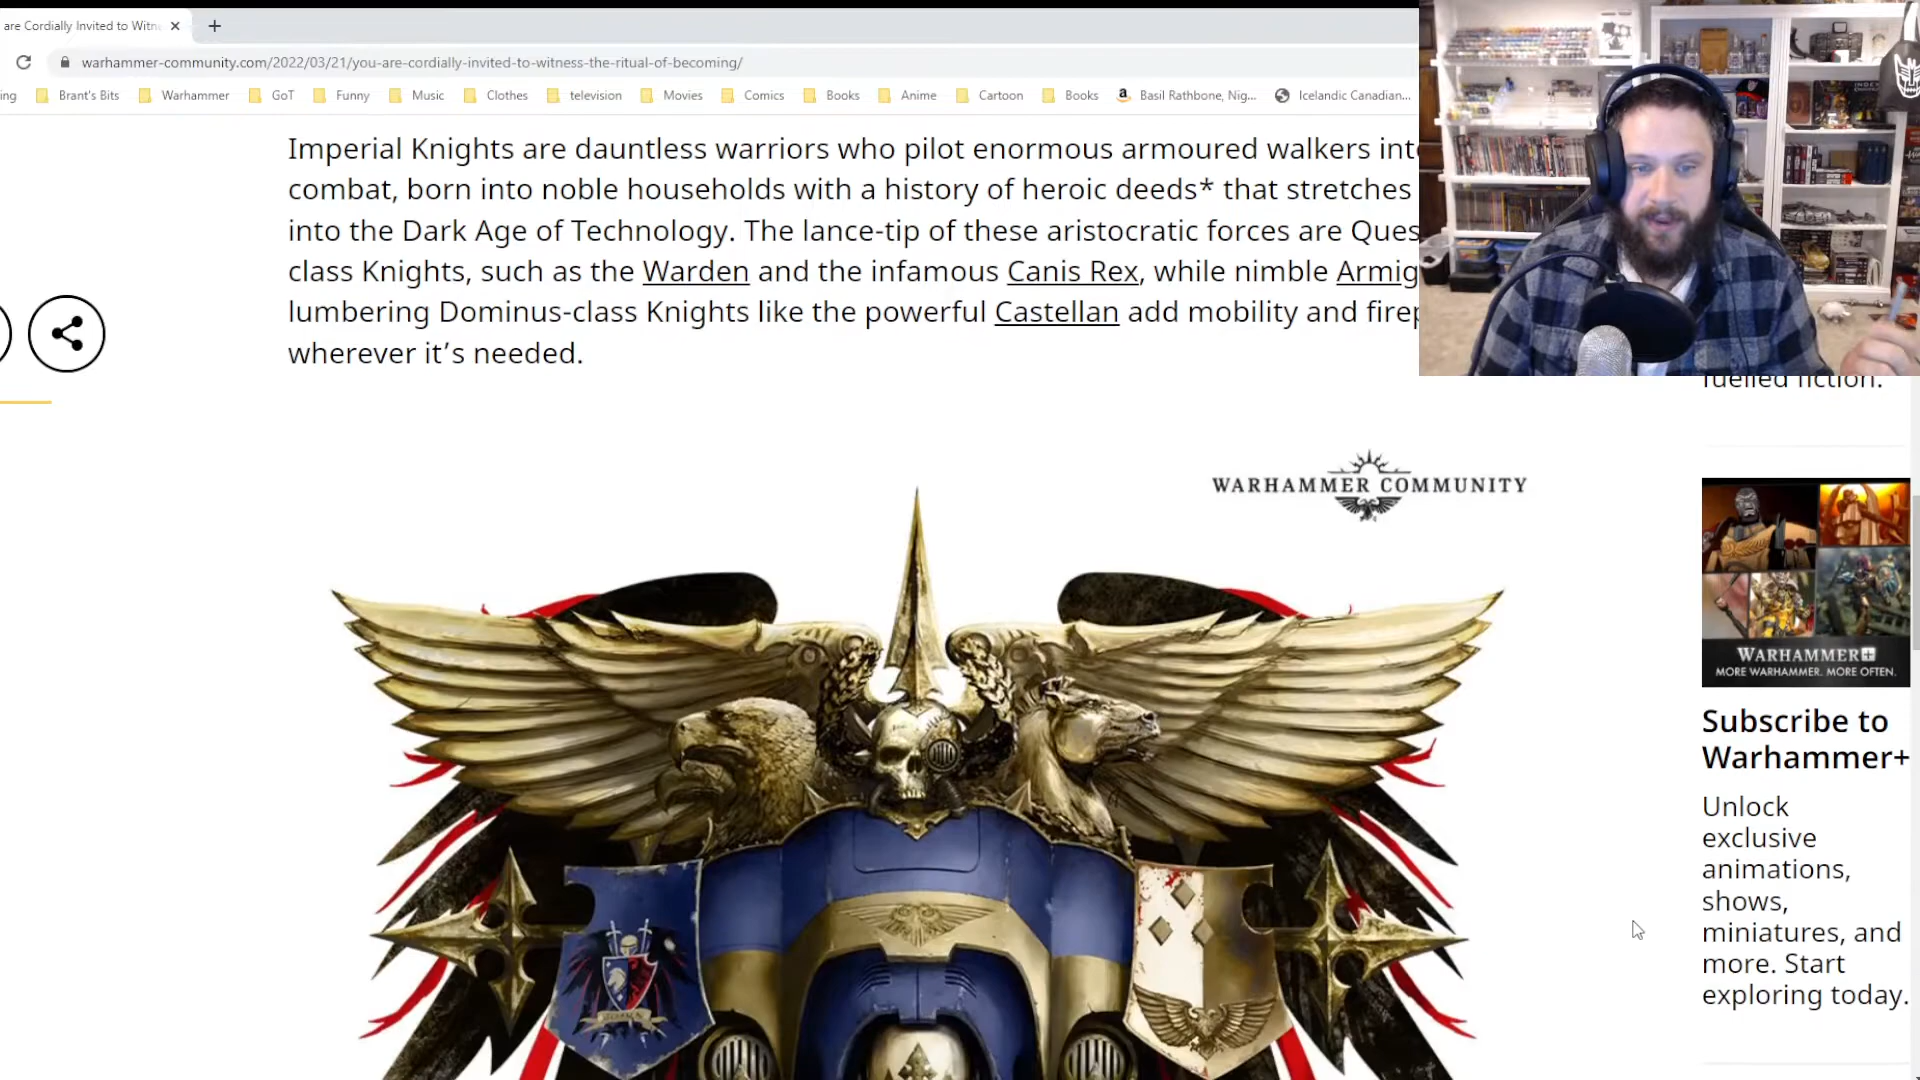 are Cordially Invited to Witn
warhammer-community.com/2022/03/21/you-are-cordially-invited-to-witness-the-ritual-of-becoming/
ing
Brant's Bits
Warhammer
GoT
Funny
Music
Clothes
television
Movies
Comics
Books
Anime
Cartoon
Books
Basil Rathbone, Nig...
Icelandic Canadian...
Imperial Knights are dauntless warriors who pilot enormous armoured walkers into
combat, born into noble households with a history of heroic deeds* that stretches
into the Dark Age of Technology. The lance-tip of these aristocratic forces are Ques
class Knights, such as the Warden and the infamous Canis Rex, while nimble Armig
lumbering Dominus-class Knights like the powerful Castellan add mobility and firep
wherever it's needed.
fuelled fiction.
WARHAMMER COMMUNITY
WARHAMMER+
MORE WARHAMMER. MORE OFTEN.
Subscribe to
Warhammer+
Unlock
exclusive
animations,
shows,
miniatures, and
more. Start
exploring today.